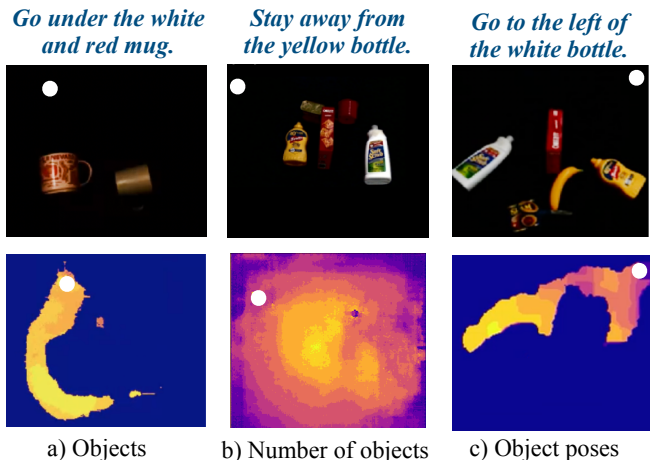 Go under the white
and red mug.
Stay away from
the yellow bottle.
Go to the left of
the white bottle.
a) Objects
b) Number of objects
c) Object poses